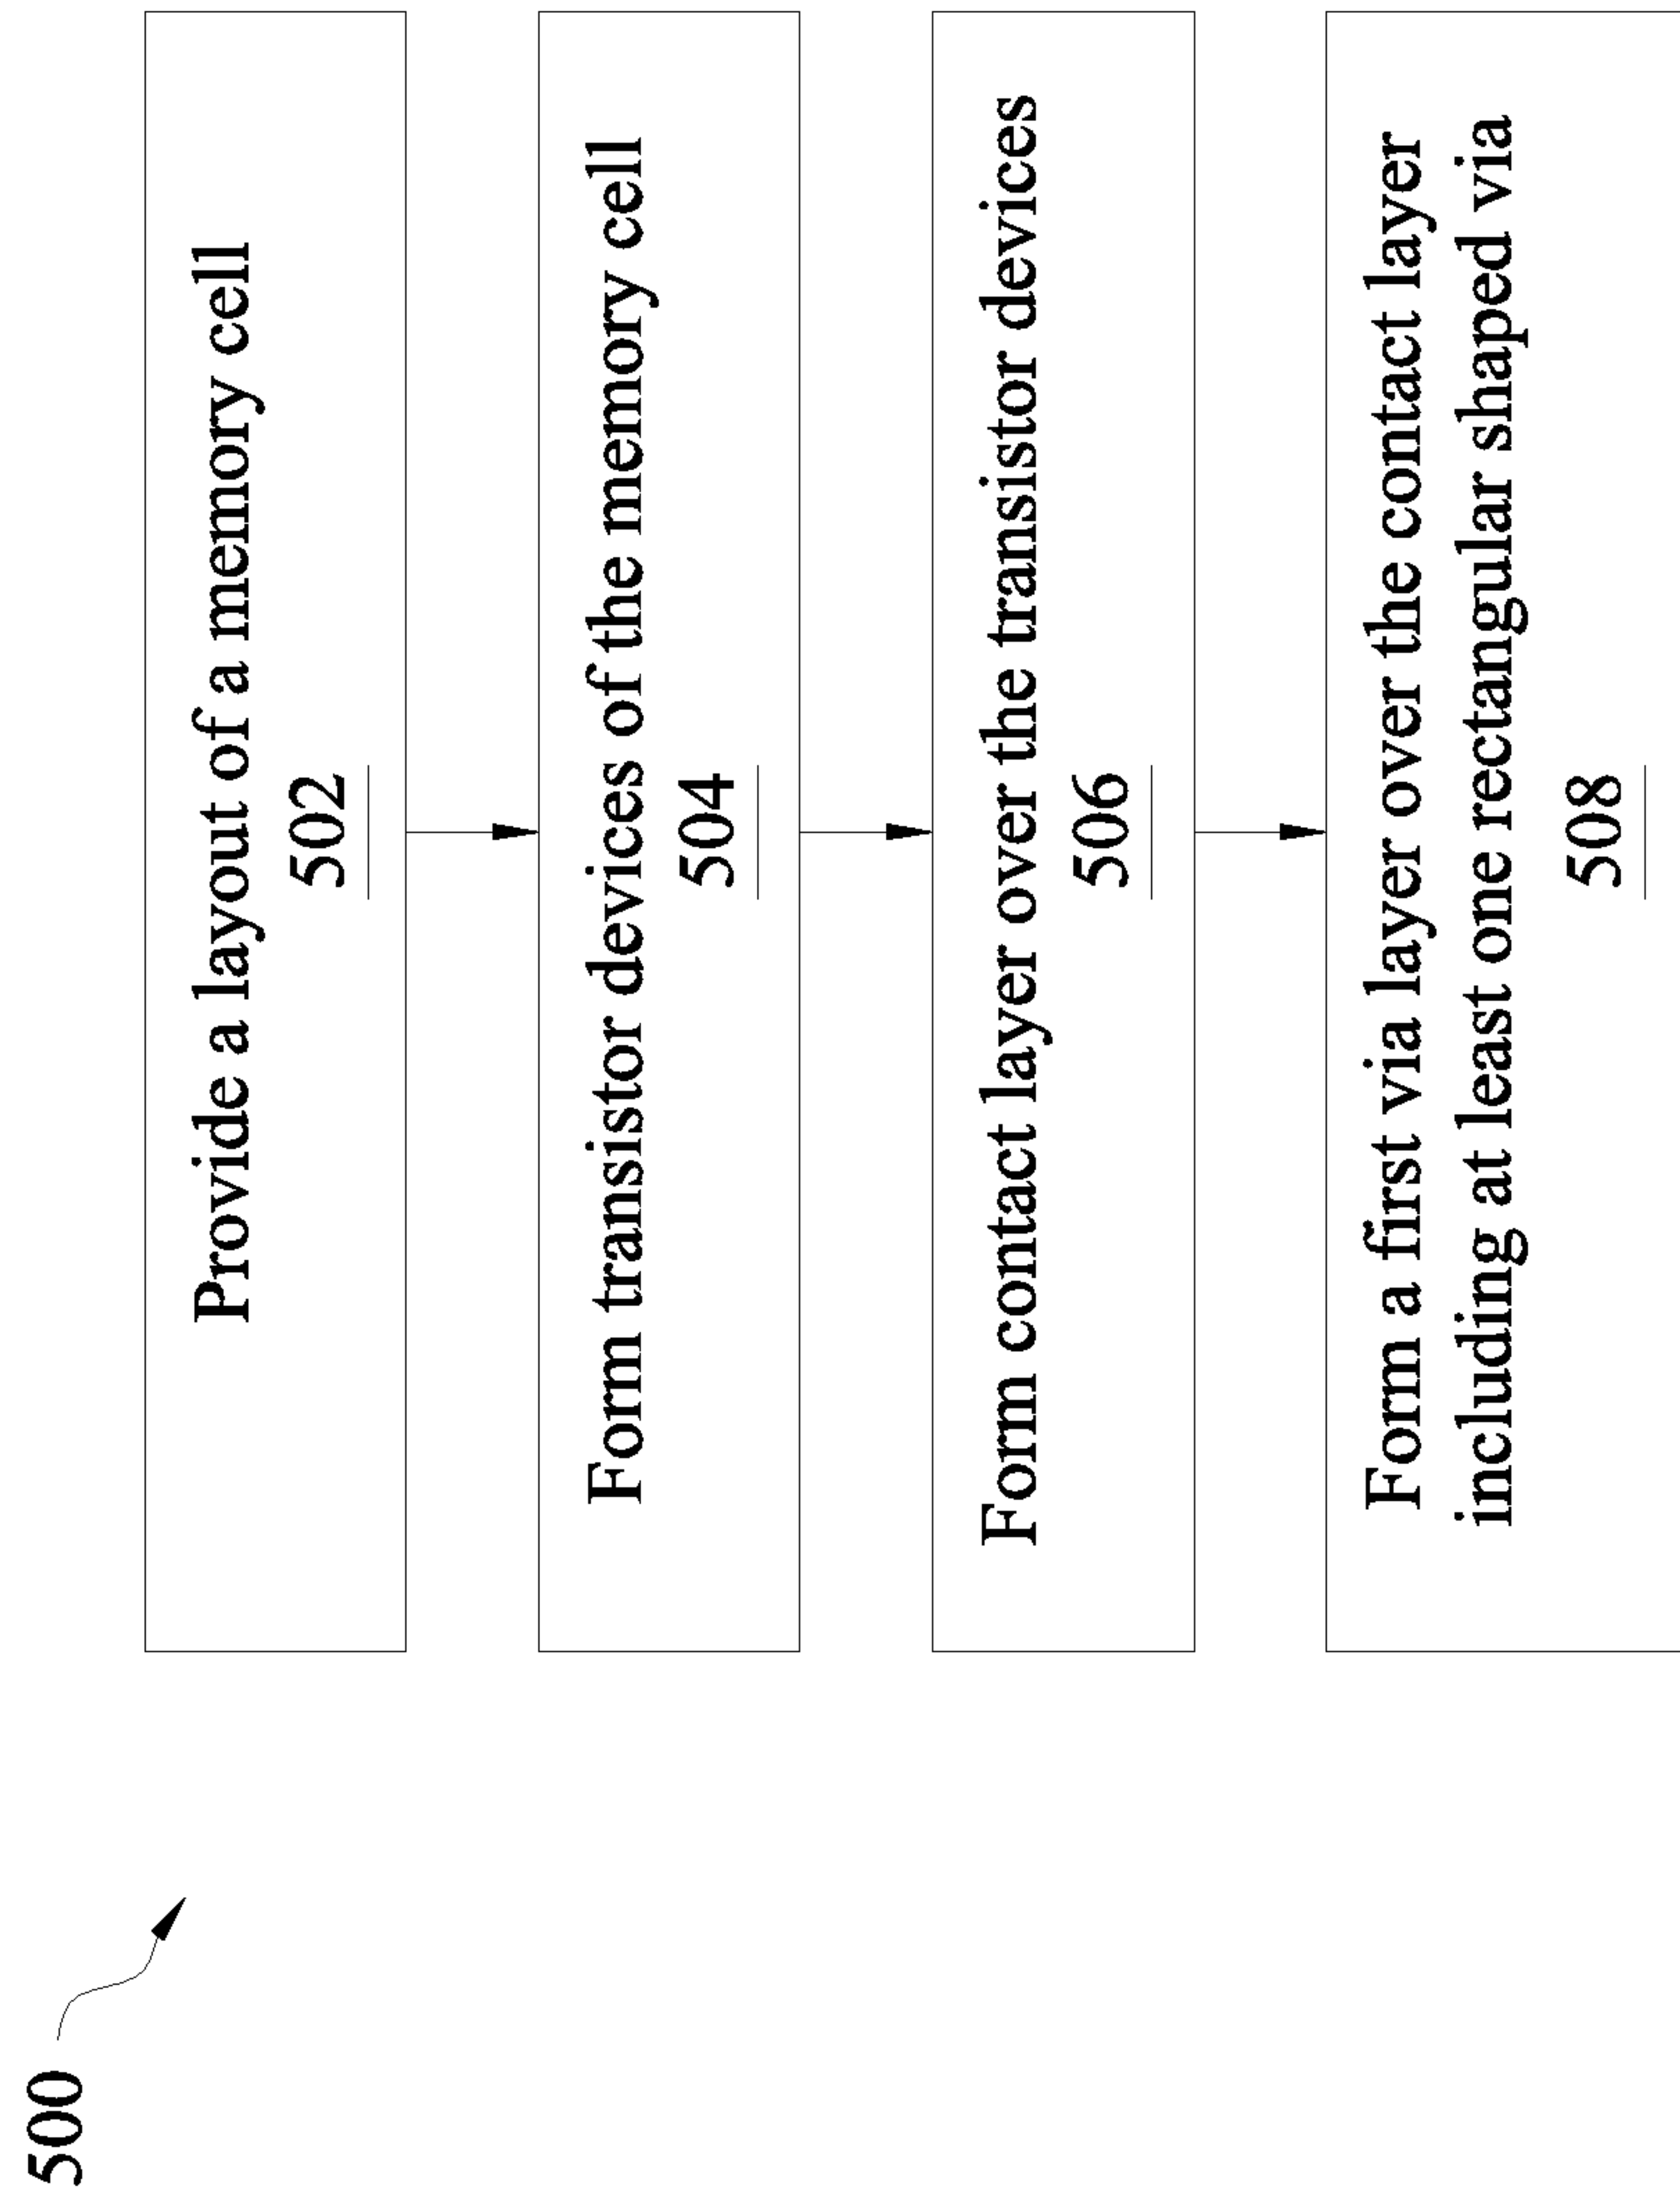 500
Provide a layout of a memory cell
502
Form transistor devices of the memory cell
504
Form contact layer over the transistor devices
506
Form a first via layer over the contact layer
including at least one rectangular shaped via
508